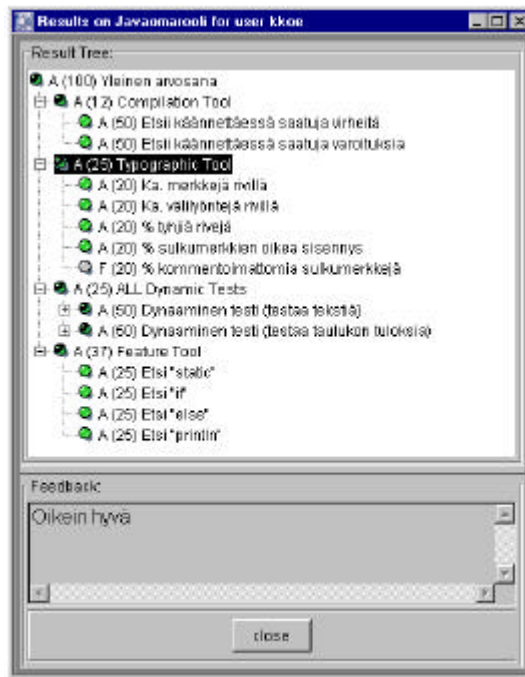 Results on Javaomarooli for user kkoe
Result Tree:
A (100) Yleinen arvosana
A (12) Compilation Tool
A (50) Etsii käännettäessä saatuja virheitä
A (50) Etsii käännettäessä saatuja varoituksia
A (25) Typographic Tool
A (20) Ka. merkkejä rivillä
A (20) Ka. välilyöntejä rivillä
A (20) % tyhjiä rivejä
A (20) % sulkumerkkien oikea sisennys
F (20) % kommentoimattomia sulkumerkkejä
A (25) ALL Dynamic Tests
A (50) Dynaaminen testi (testaa tekstiä)
A (50) Dynaaminen testi (testaa taulukon tuloksia)
A (37) Feature Tool
A (25) Etsi "static"
A (25) Etsi "if"
A (25) Etsi "else"
A (25) Etsi "println"
Feedback:
Oikein hyvä
close